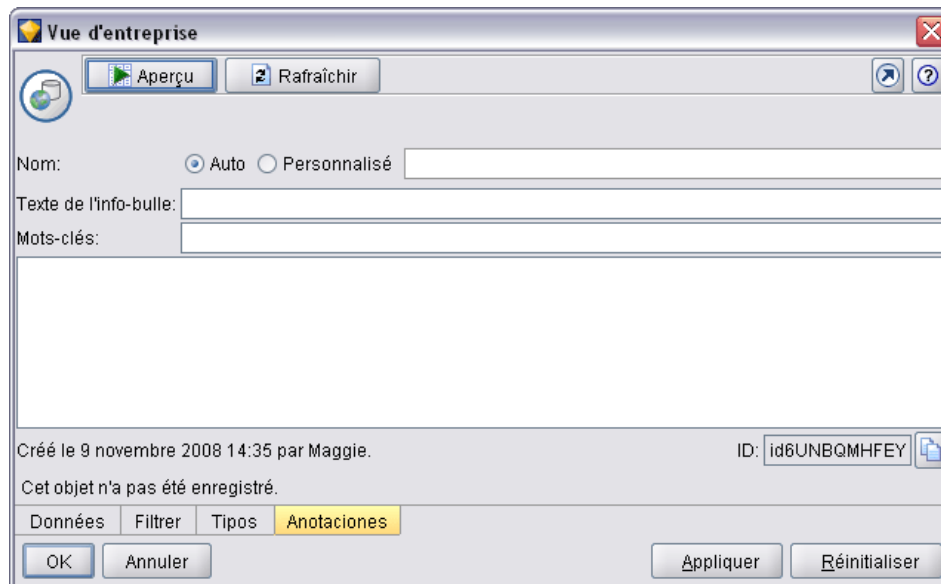 Vue d'entreprise
Aperçu Rafraîchir
Nom: Auto Personnalisé
Texte de l'info-bulle:
Mots-clés:
Créé le 9 novembre 2008 14:35 par Maggie. ID: id6UNBQMHFEY
Cet objet n'a pas été enregistré.
Données Filtrer Tipos Anotaciones
OK Annuler Appliquer Réinitialiser